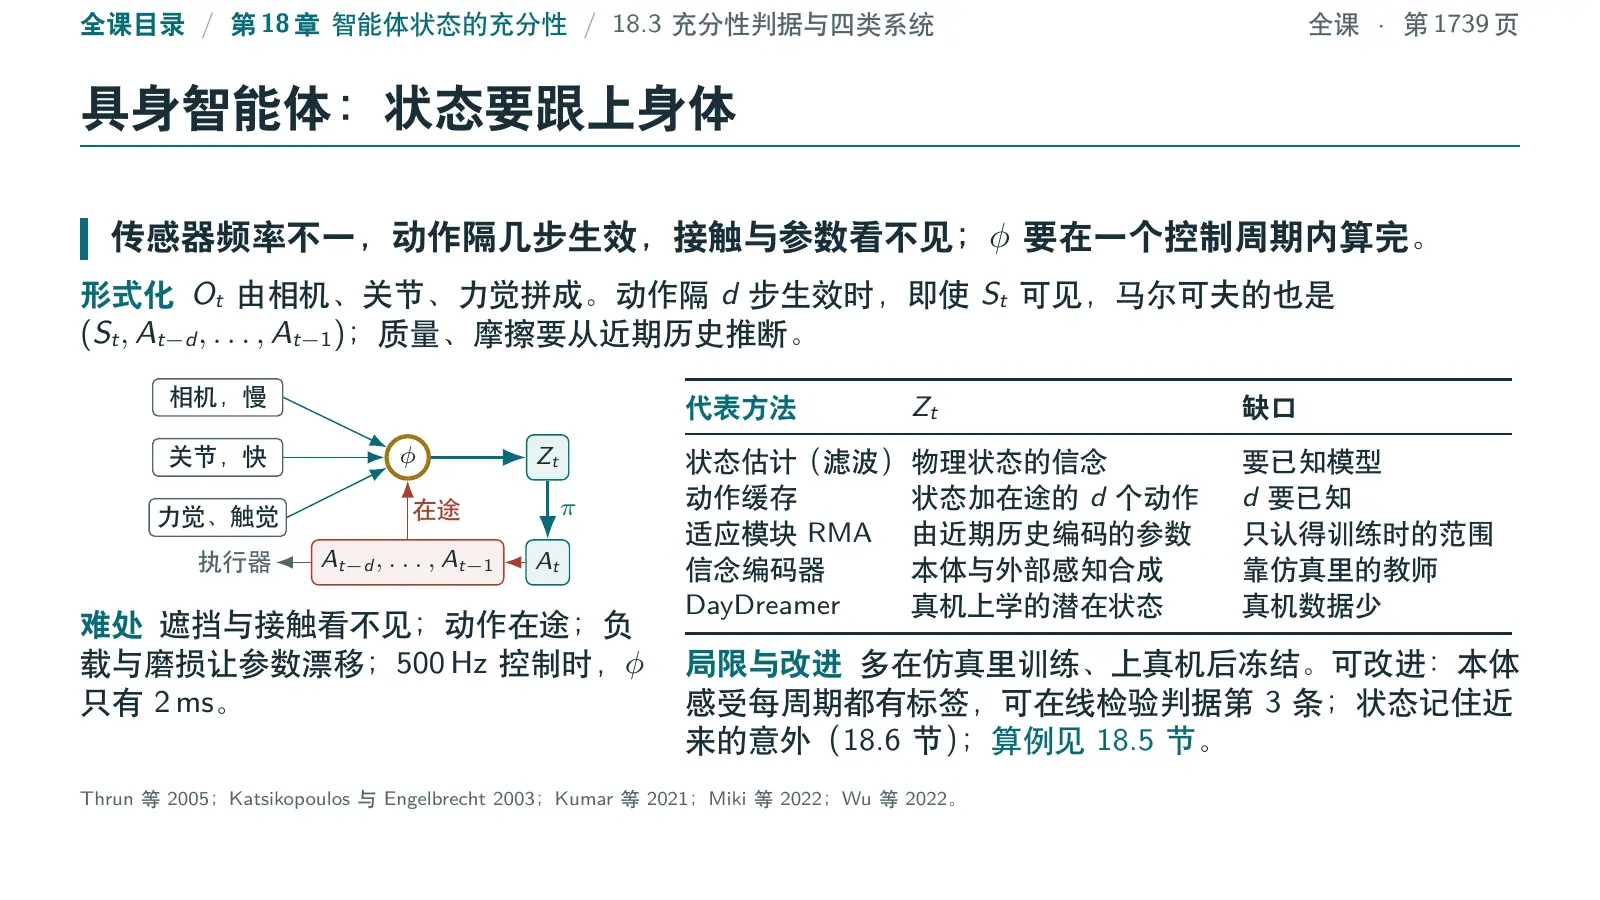 全课目录 / 第18章 智能体状态的充分性 / 18.3 充分性判据与四类系统
全课 · 第1739页
具身智能体：状态要跟上身体
传感器频率不一，动作隔几步生效，接触与参数看不见；ϕ 要在一个控制周期内算完。
形式化 Oₜ 由相机、关节、力觉拼成。动作隔 d 步生效时，即使 Sₜ 可见，马尔可夫的也是
(Sₜ, Aₜ₋d, . . . , Aₜ₋₁)；质量、摩擦要从近期历史推断。
相机，慢
关节，快
力觉、触觉
ϕ
Zₜ
在途
π
执行器
Aₜ₋d, . . . , Aₜ₋₁
Aₜ
难处 遮挡与接触看不见；动作在途；负
载与磨损让参数漂移；500 Hz 控制时，ϕ
只有 2 ms。
代表方法 Zₜ 缺口
状态估计（滤波） 物理状态的信念 要已知模型
动作缓存 状态加在途的 d 个动作 d 要已知
适应模块 RMA 由近期历史编码的参数 只认得训练时的范围
信念编码器 本体与外部感知合成 靠仿真里的教师
DayDreamer 真机上学的潜在状态 真机数据少
局限与改进 多在仿真里训练、上真机后冻结。可改进：本体
感受每周期都有标签，可在线检验判据第 3 条；状态记住近
来的意外（18.6 节）；算例见 18.5 节。
Thrun 等 2005；Katsikopoulos 与 Engelbrecht 2003；Kumar 等 2021；Miki 等 2022；Wu 等 2022。